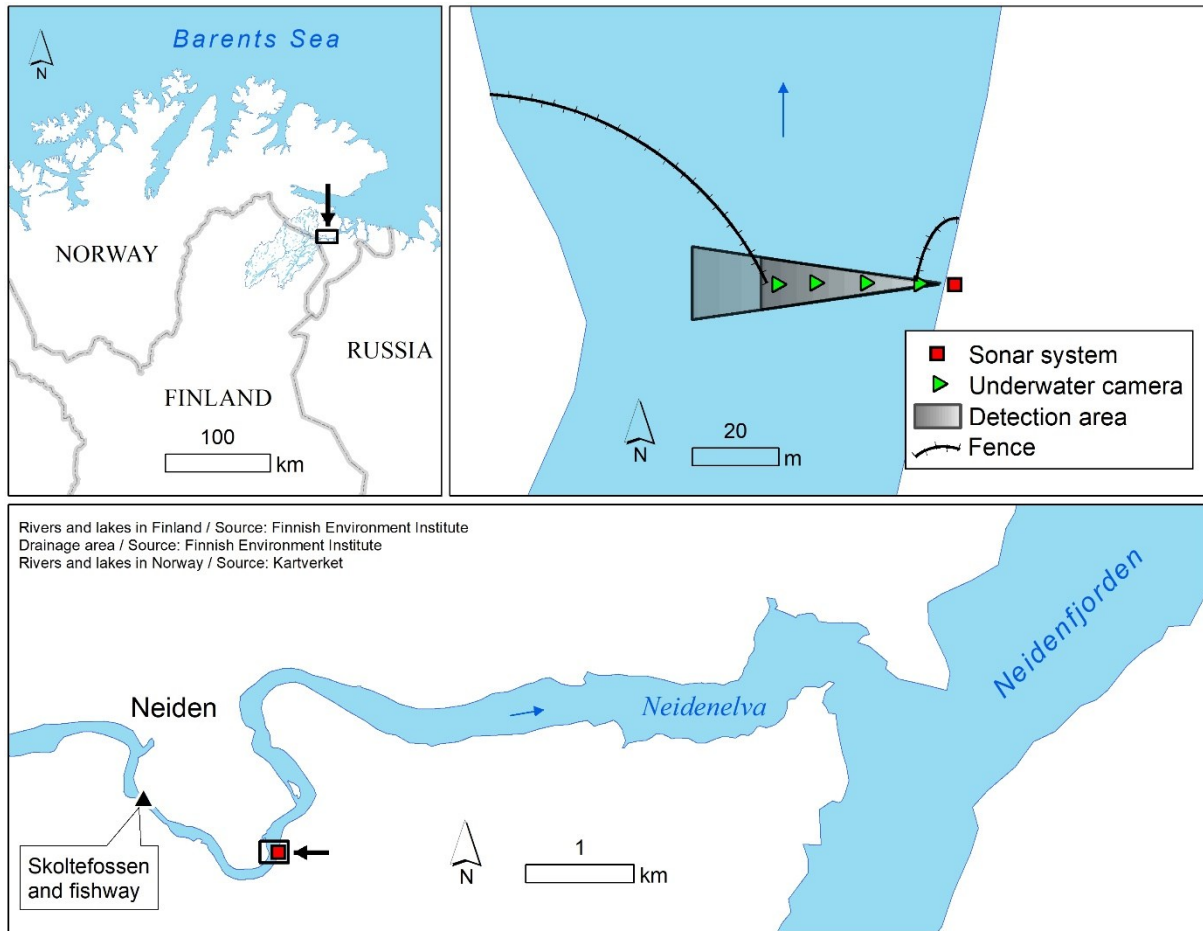 Barents Sea
N
NORWAY
RUSSIA
FINLAND
100
km
20
m
N
Sonar system
Underwater camera
Detection area
Fence
Rivers and lakes in Finland / Source: Finnish Environment Institute
Drainage area / Source: Finnish Environment Institute
Rivers and lakes in Norway / Source: Kartverket
Neidenfjorden
Neiden
Neidenelva
Skoltefossen
and fishway
N
1
km